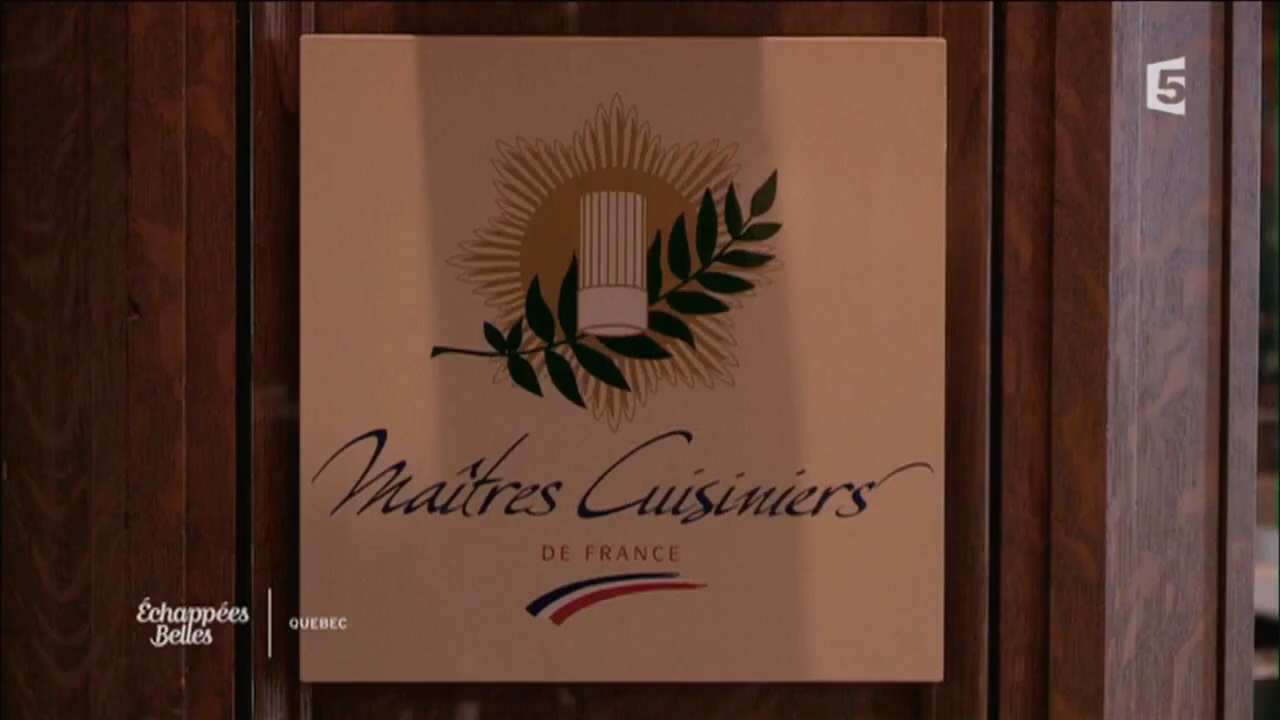 5
Maîtres Cuisiniers
DE FRANCE
Échappées
Belles
QUEBEC